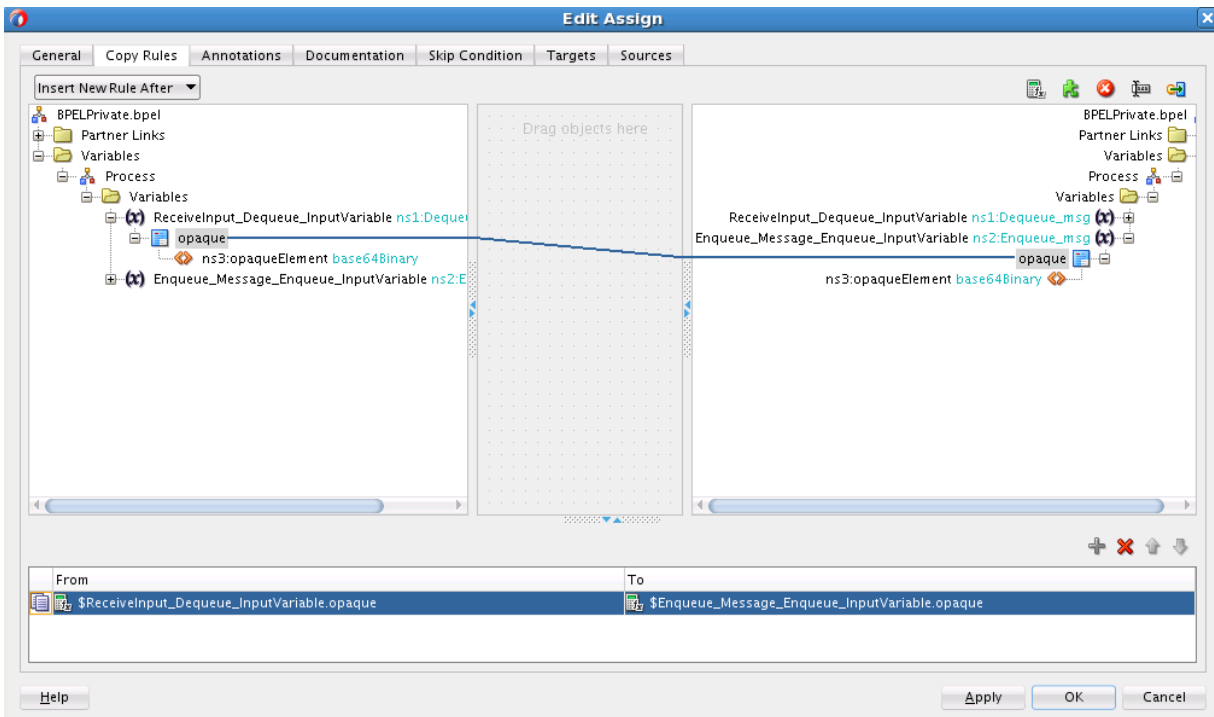 Edit Assign
General Copy Rules Annotations Documentation Skip Condition Targets Sources
Insert New Rule After
BPELPrivate.bpel
Partner Links
Variables
Process
Variables
(x) ReceiveInput_Dequeue_InputVariable ns1:Deque
opaque
ns3:opaqueElement base64Binary
(x) Enqueue_Message_Enqueue_InputVariable ns2:E
Drag objects here
BPELPrivate.bpel
Partner Links
Variables
Process
Variables
ReceiveInput_Dequeue_InputVariable ns1:Dequeue_msg (x)
Enqueue_Message_Enqueue_InputVariable ns2:Enqueue_msg (x)
opaque
ns3:opaqueElement base64Binary
From To
$ReceiveInput_Dequeue_InputVariable.opaque $Enqueue_Message_Enqueue_InputVariable.opaque
Help Apply OK Cancel